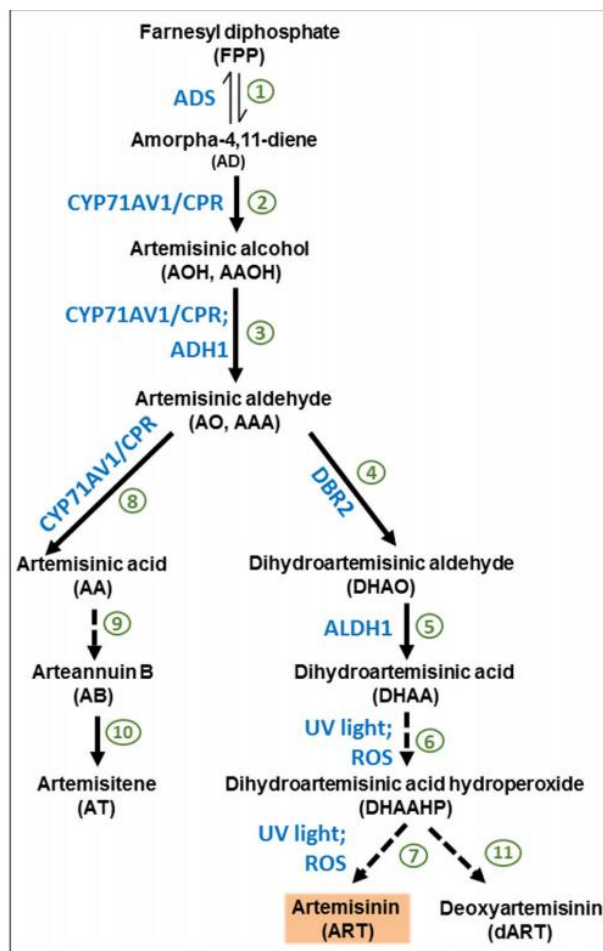 Farnesyl diphosphate
(FPP)
ADS
1
Amorpha-4,11-diene
(AD)
CYP71AV1/CPR
2
Artemisinic alcohol
(AOH, AAOH)
CYP71AV1/CPR;
ADH1
3
Artemisinic aldehyde
(AO, AAA)
CYP71AV1/CPR
8
4
DBR2
Artemisinic acid
(AA)
Dihydroartemisinic aldehyde
(DHAO)
9
ALDH1
5
Arteannuin B
(AB)
Dihydroartemisinic acid
(DHAA)
10
UV light;
ROS
6
Artemisitene
(AT)
Dihydroartemisinic acid hydroperoxide
(DHAAHP)
UV light;
ROS
7
11
Artemisinin
(ART)
Deoxyartemisinin
(dART)